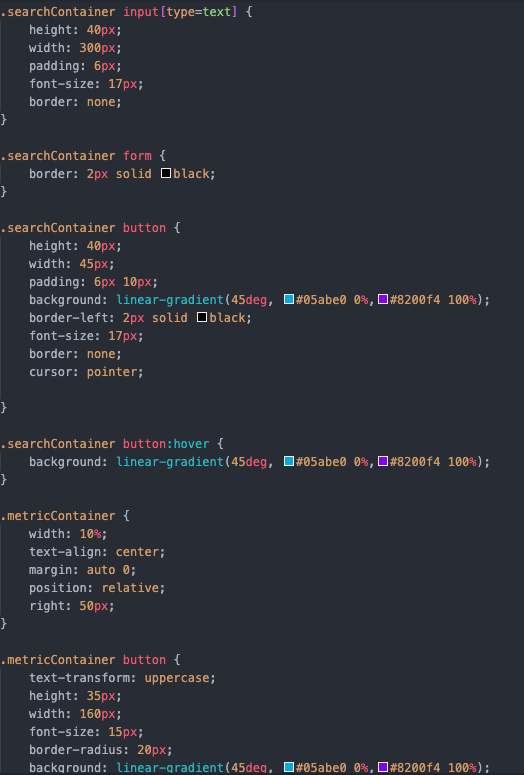 .searchContainer input[type=text] {
height: 40px;
width: 300px;
padding: 6px;
font-size: 17px;
border: none;
}
.searchContainer form {
border: 2px solid black;
}
.searchContainer button {
height: 40px;
width: 45px;
padding: 6px 10px;
background: linear-gradient(45deg, #05abe0 0%,#8200f4 100%);
border-left: 2px solid black;
font-size: 17px;
border: none;
cursor: pointer;
}
.searchContainer button:hover {
background: linear-gradient(45deg, #05abe0 0%,#8200f4 100%);
}
.metricContainer {
width: 10%;
text-align: center;
margin: auto 0;
position: relative;
right: 50px;
}
.metricContainer button {
text-transform: uppercase;
height: 35px;
width: 160px;
font-size: 15px;
border-radius: 20px;
background: linear-gradient(45deg, #05abe0 0%,#8200f4 100%);